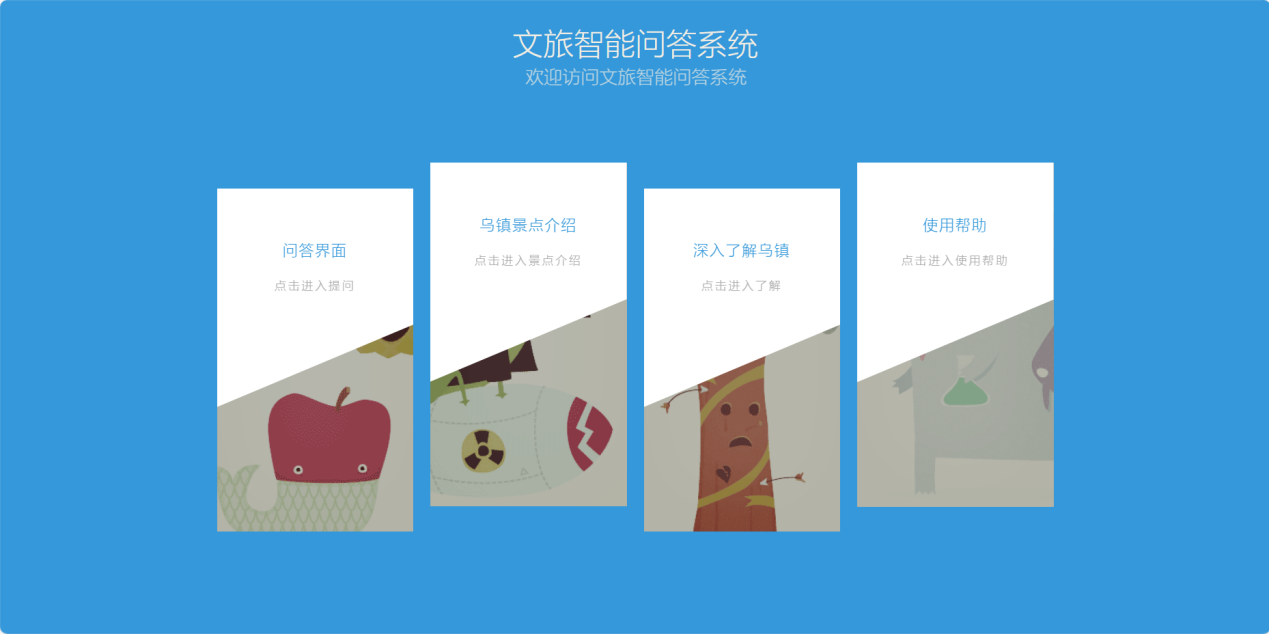 文旅智能问答系统
欢迎访问文旅智能问答系统
问答界面
点击进入提问
乌镇景点介绍
点击进入景点介绍
深入了解乌镇
点击进入了解
使用帮助
点击进入使用帮助